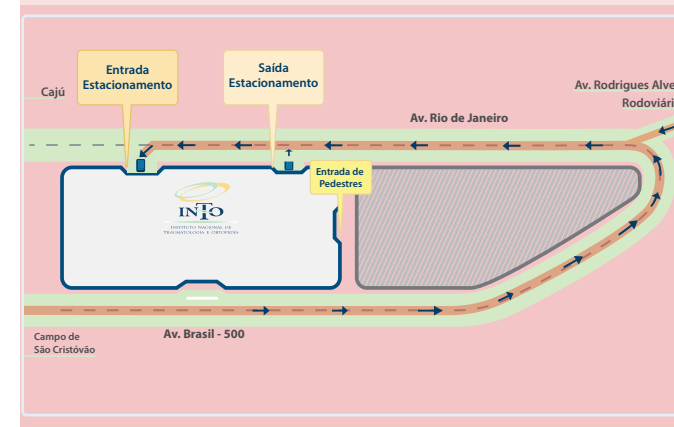 Entrada
Estacionamento
Saída
Estacionamento
Cajú
Av. Rodrigues Alve
Rodoviári
Av. Rio de Janeiro
Entrada de
Pedestres
INTO
INSTITUTO NACIONAL DE
TRAUMATOLOGIA E ORTOPEDIA
Av. Brasil - 500
Campo de
São Cristóvão